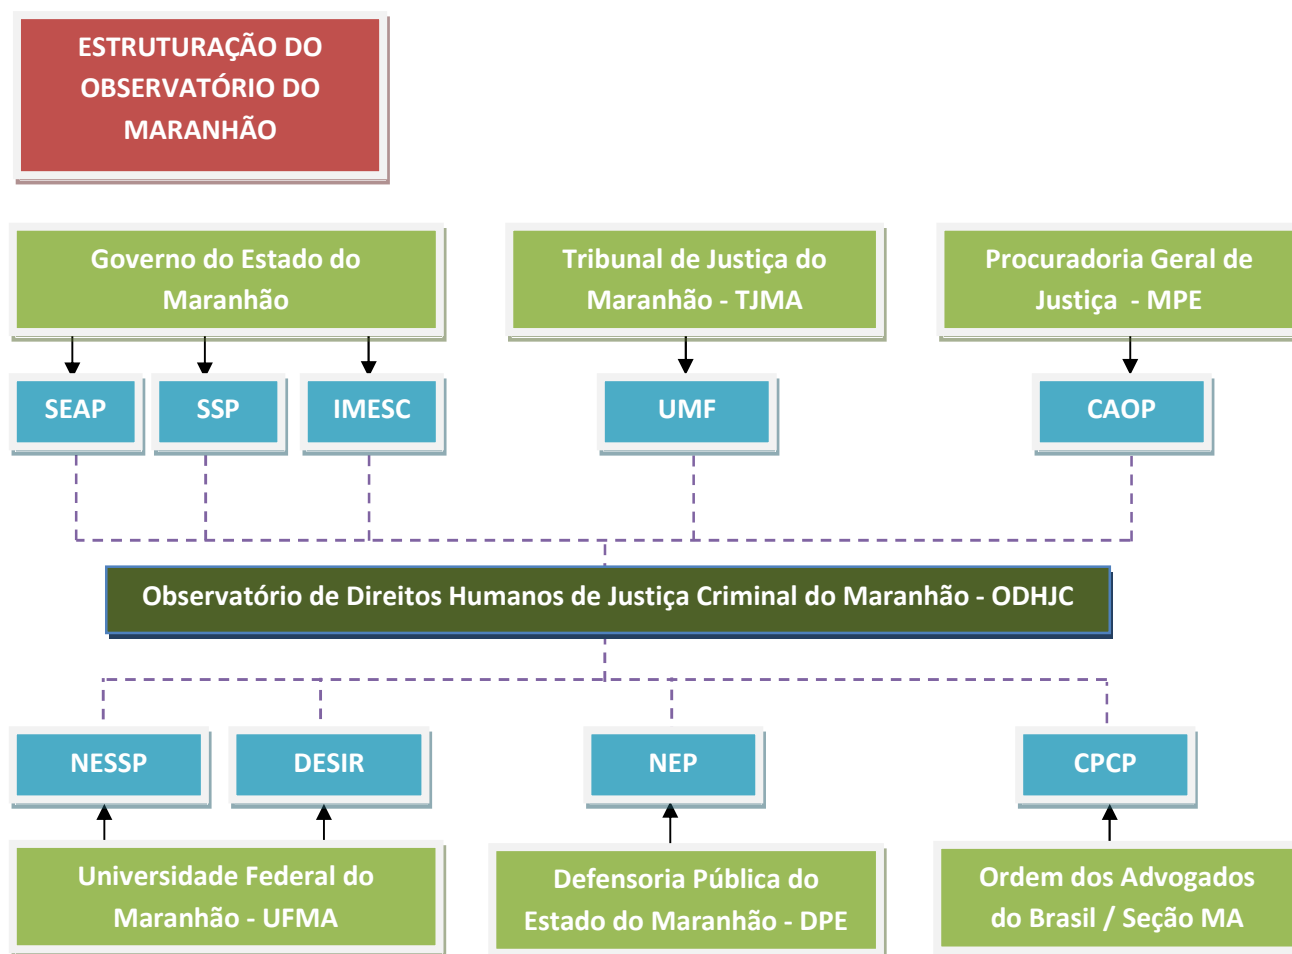 ESTRUTURAÇÃO DO
OBSERVATÓRIO DO
MARANHÃO
Governo do Estado do
Maranhão
Tribunal de Justiça do
Maranhão - TJMA
Procuradoria Geral de
Justiça - MPE
SEAP
SSP
IMESC
UMF
CAOP
Observatório de Direitos Humanos de Justiça Criminal do Maranhão - ODHJC
NESSP
DESIR
NEP
CPCP
Universidade Federal do
Maranhão - UFMA
Defensoria Pública do
Estado do Maranhão - DPE
Ordem dos Advogados
do Brasil / Seção MA